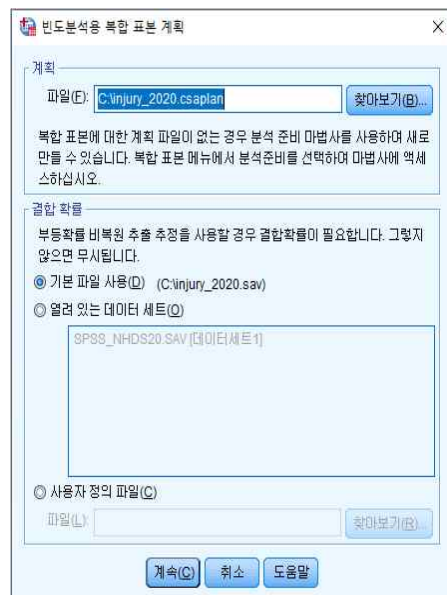 빈도분석용 복합 표본 계획
계획
파일(F): C:\injury_2020.csaplan 찾아보기(B)...
복합 표본에 대한 계획 파일이 없는 경우 분석 준비 마법사를 사용하여 새로
만들 수 있습니다. 복합 표본 메뉴에서 분석준비를 선택하여 마법사에 액세
스하십시오.
결합 확률
부등확률 비복원 추출 추정을 사용할 경우 결합확률이 필요합니다. 그렇지
않으면 무시됩니다.
기본 파일 사용(D) (C:\injury_2020.sav)
열려 있는 데이터 세트(O)
SPSS_NHDS20.SAV [데이터세트1]
사용자 정의 파일(C)
파일(L): 찾아보기(R)...
계속(C) 취소 도움말